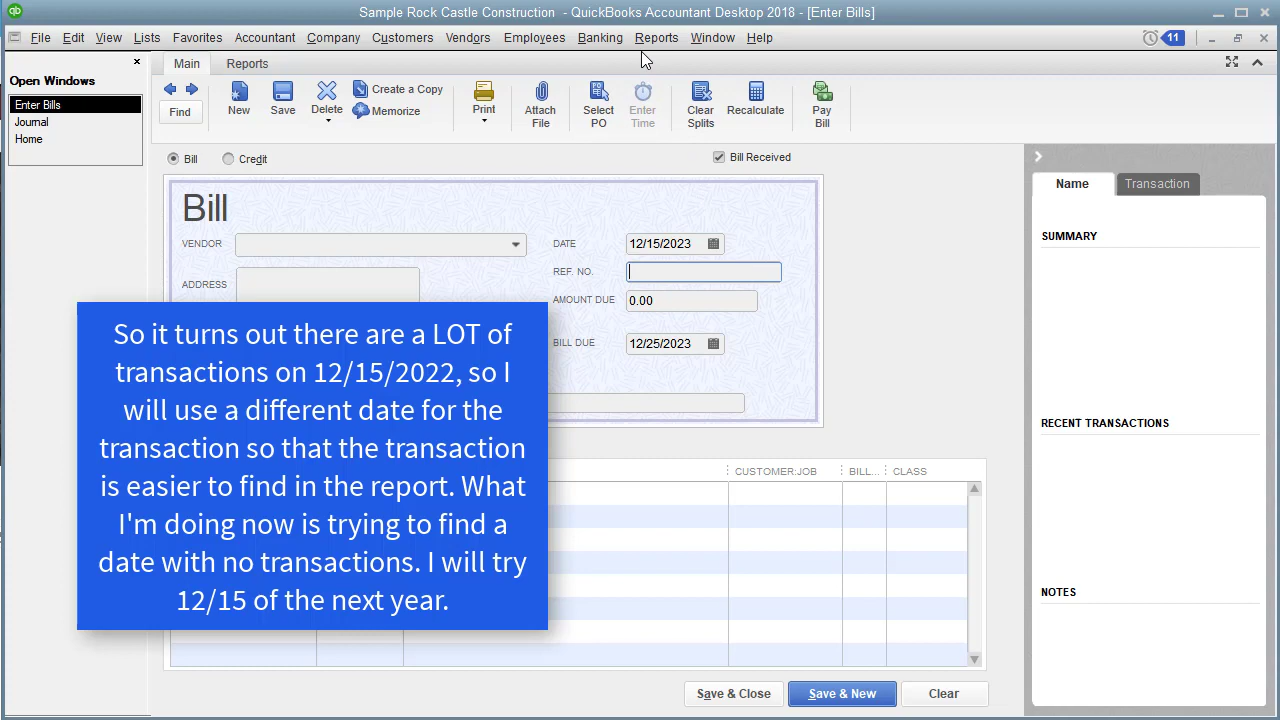 qb
Sample Rock Castle Construction - QuickBooks Accountant Desktop 2018 - [Enter Bills]
File Edit View Lists Favorites Accountant Company Customers Vendors Employees Banking Reports Window Help
11
Open Windows
Enter Bills
Journal
Home
Main Reports
Find
New
Save
Delete
Create a Copy
Memorize
Print
Attach File
Select PO
Enter Time
Clear Splits
Recalculate
Pay Bill
Bill Credit
Bill Received
Bill
VENDOR
DATE 12/15/2023
REF. NO.
ADDRESS
AMOUNT DUE 0.00
BILL DUE 12/25/2023
CUSTOMER:JOB BILL... CLASS
So it turns out there are a LOT of
transactions on 12/15/2022, so I
will use a different date for the
transaction so that the transaction
is easier to find in the report. What
I'm doing now is trying to find a
date with no transactions. I will try
12/15 of the next year.
Save & Close Save & New Clear
Name Transaction
SUMMARY
RECENT TRANSACTIONS
NOTES